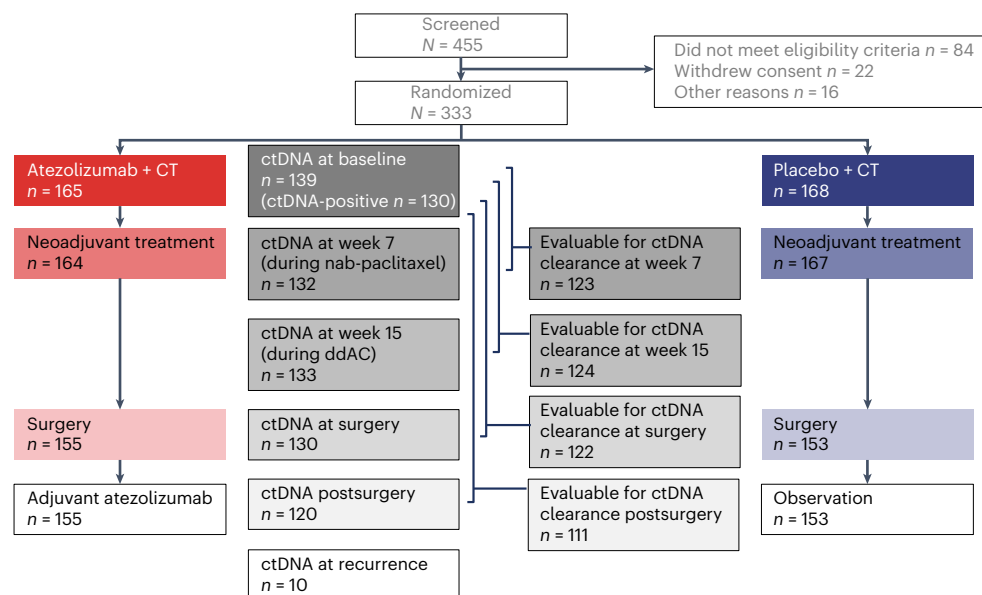 Screened
N = 455
Did not meet eligibility criteria n = 84
Withdrew consent n = 22
Other reasons n = 16
Randomized
N = 333
Atezolizumab + CT
n = 165
ctDNA at baseline
n = 139
(ctDNA-positive n = 130)
Placebo + CT
n = 168
Neoadjuvant treatment
n = 164
ctDNA at week 7
(during nab-paclitaxel)
n = 132
Evaluable for ctDNA
clearance at week 7
n = 123
Neoadjuvant treatment
n = 167
ctDNA at week 15
(during ddAC)
n = 133
Evaluable for ctDNA
clearance at week 15
n = 124
Surgery
n = 155
ctDNA at surgery
n = 130
Evaluable for ctDNA
clearance at surgery
n = 122
Surgery
n = 153
Adjuvant atezolizumab
n = 155
ctDNA postsurgery
n = 120
Evaluable for ctDNA
clearance postsurgery
n = 111
Observation
n = 153
ctDNA at recurrence
n = 10